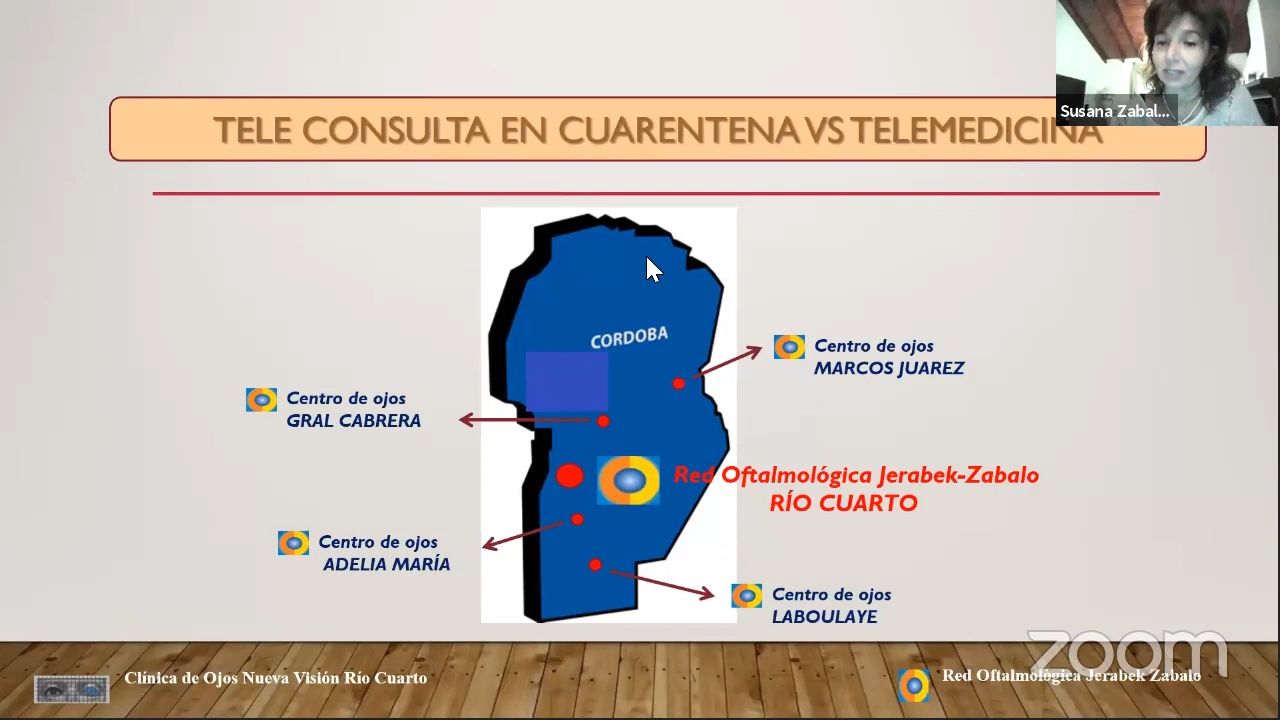 Susana Zabal...
TELE CONSULTA EN CUARENTENA VS TELEMEDICINA
CORDOBA
Centro de ojos
MARCOS JUAREZ
Centro de ojos
GRAL CABRERA
Red Oftalmológica Jerabek-Zabalo
RÍO CUARTO
Centro de ojos
ADELIA MARÍA
Centro de ojos
LABOULAYE
zoom
Clínica de Ojos Nueva Visión Río Cuarto
Red Oftalmológica Jerabek Zabalo